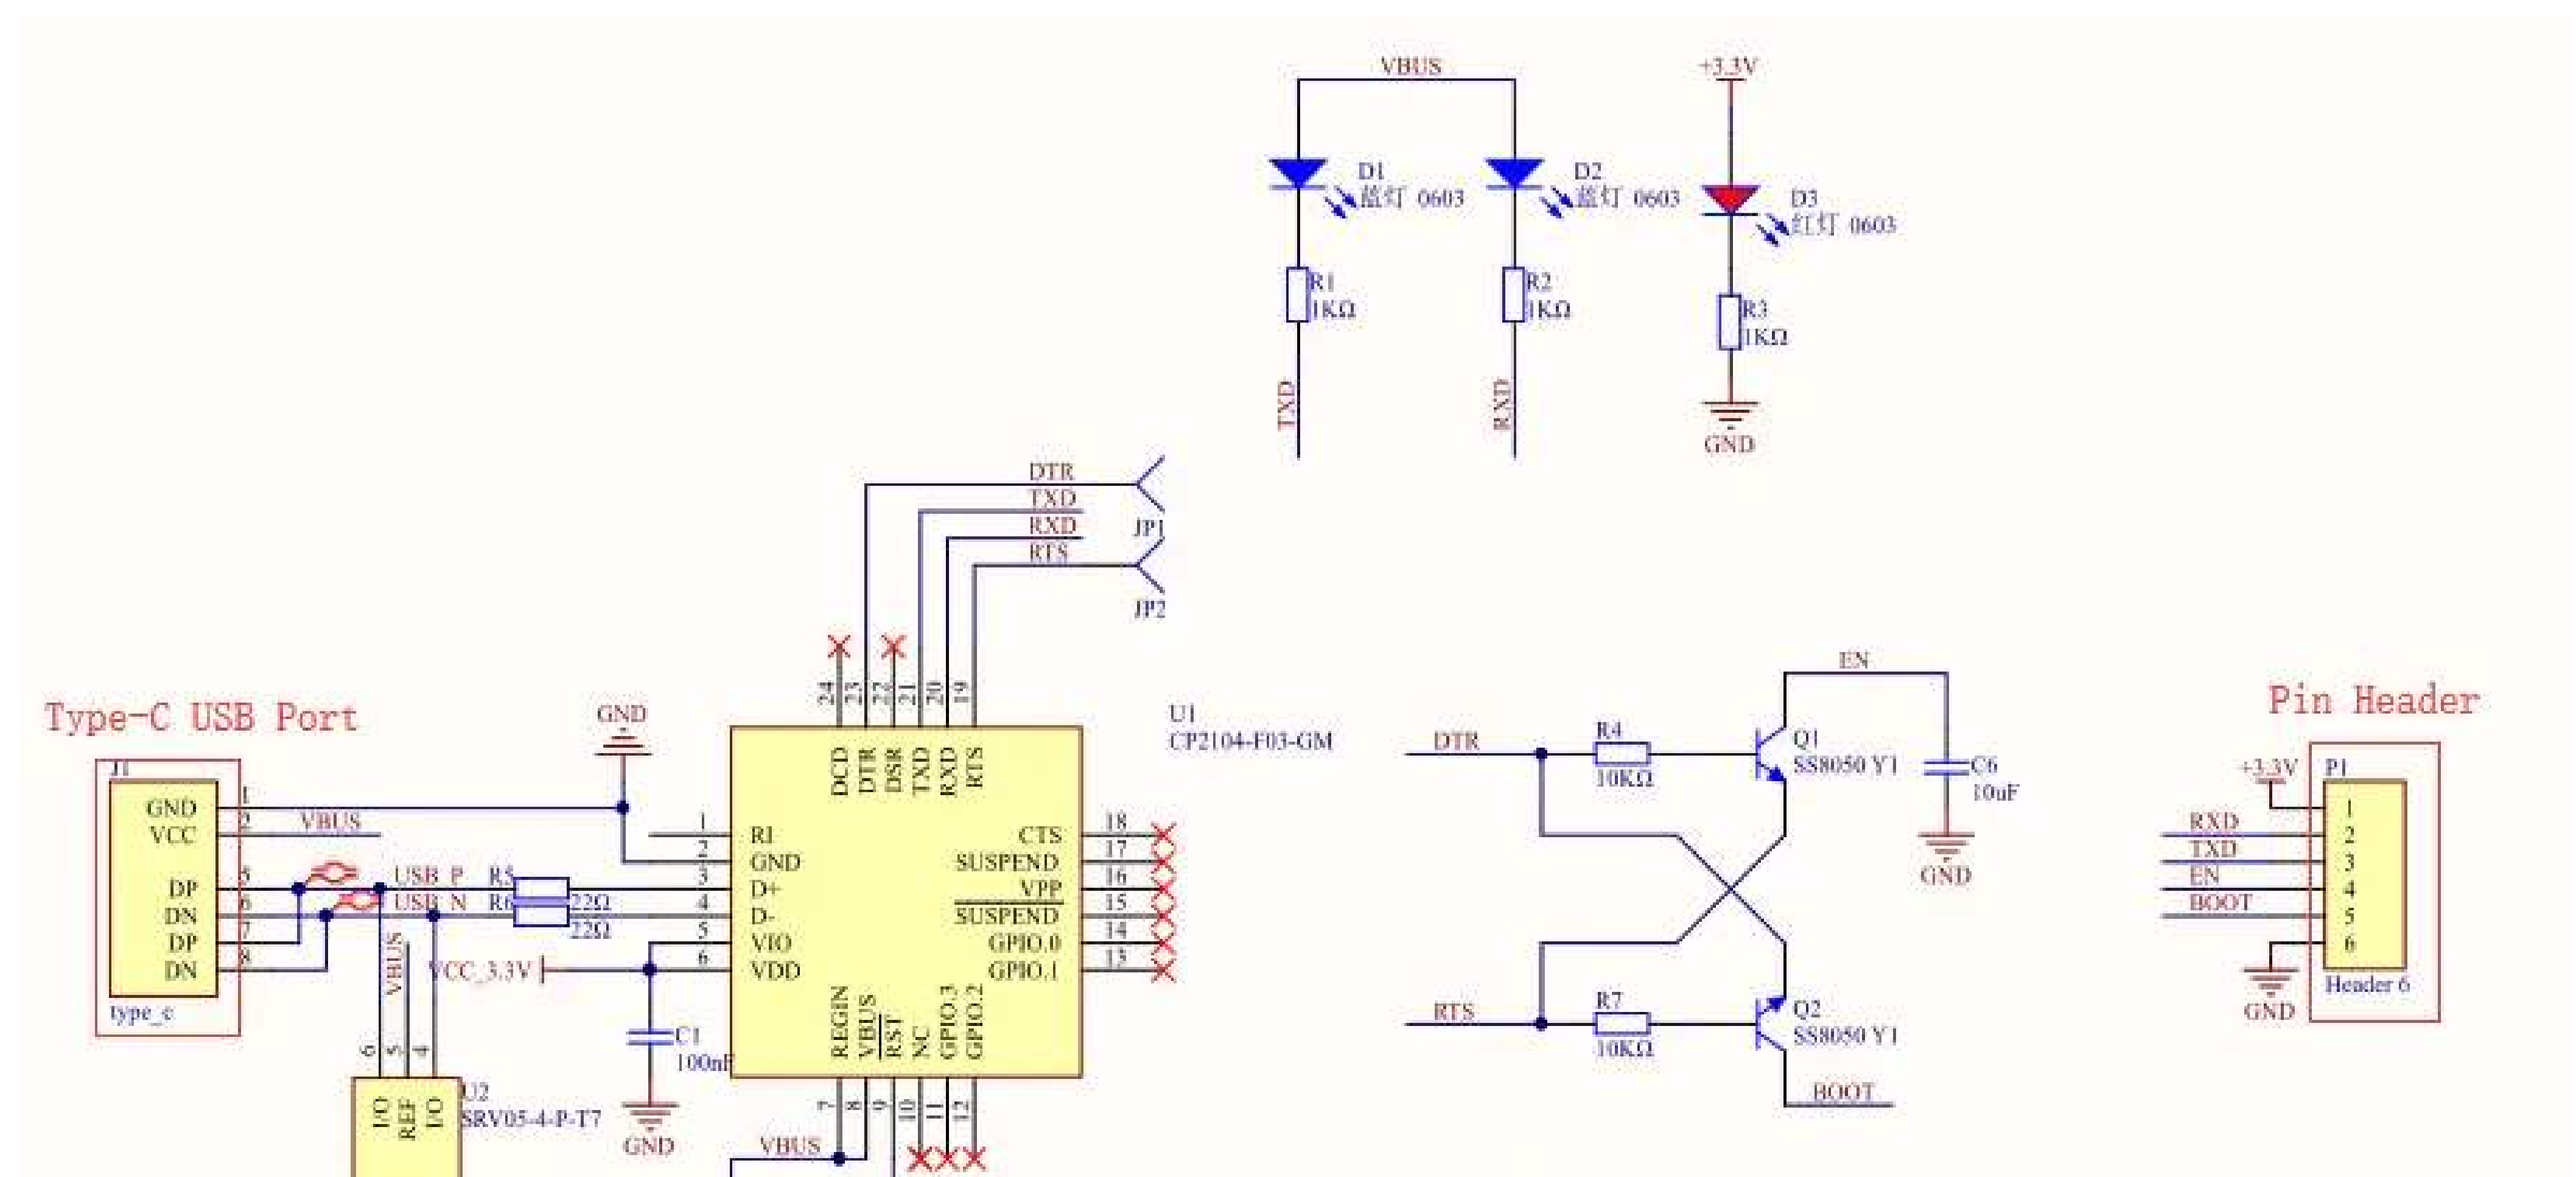 VBUS
+3.3V
D1
蓝灯 0603
D2
蓝灯 0603
D3
红灯 0603
R1
1KΩ
R2
1KΩ
R3
1KΩ
TXD
RXD
GND
DTR
TXD
RXD
RTS
JP1
JP2
24
23
22
21
20
19
DCD
DTR
DSR
TXD
RXD
RTS
U1
CP2104-F03-GM
Type-C USB Port
J1
GND
VCC
DP
DN
DP
DN
type_c
1
2
5
6
7
8
VBUS
GND
USB_P
USB_N
R5
22Ω
R6
22Ω
VBUS
VCC_3.3V
1
2
3
4
5
6
RI
GND
D+
D-
VIO
VDD
CTS
SUSPEND
VPP
SUSPEND
GPIO.0
GPIO.1
18
17
16
15
14
13
REGIN
VBUS
RST
NC
GPIO.3
GPIO.2
7
8
9
10
11
12
C1
100nF
GND
VBUS
6
5
4
I/O
REF
I/O
U2
SRV05-4-P-T7
DTR
R4
10KΩ
Q1
SS8050 Y1
EN
C6
10uF
GND
RTS
R7
10KΩ
Q2
SS8050 Y1
BOOT
Pin Header
+3.3V
P1
RXD
TXD
EN
BOOT
1
2
3
4
5
6
GND
Header 6